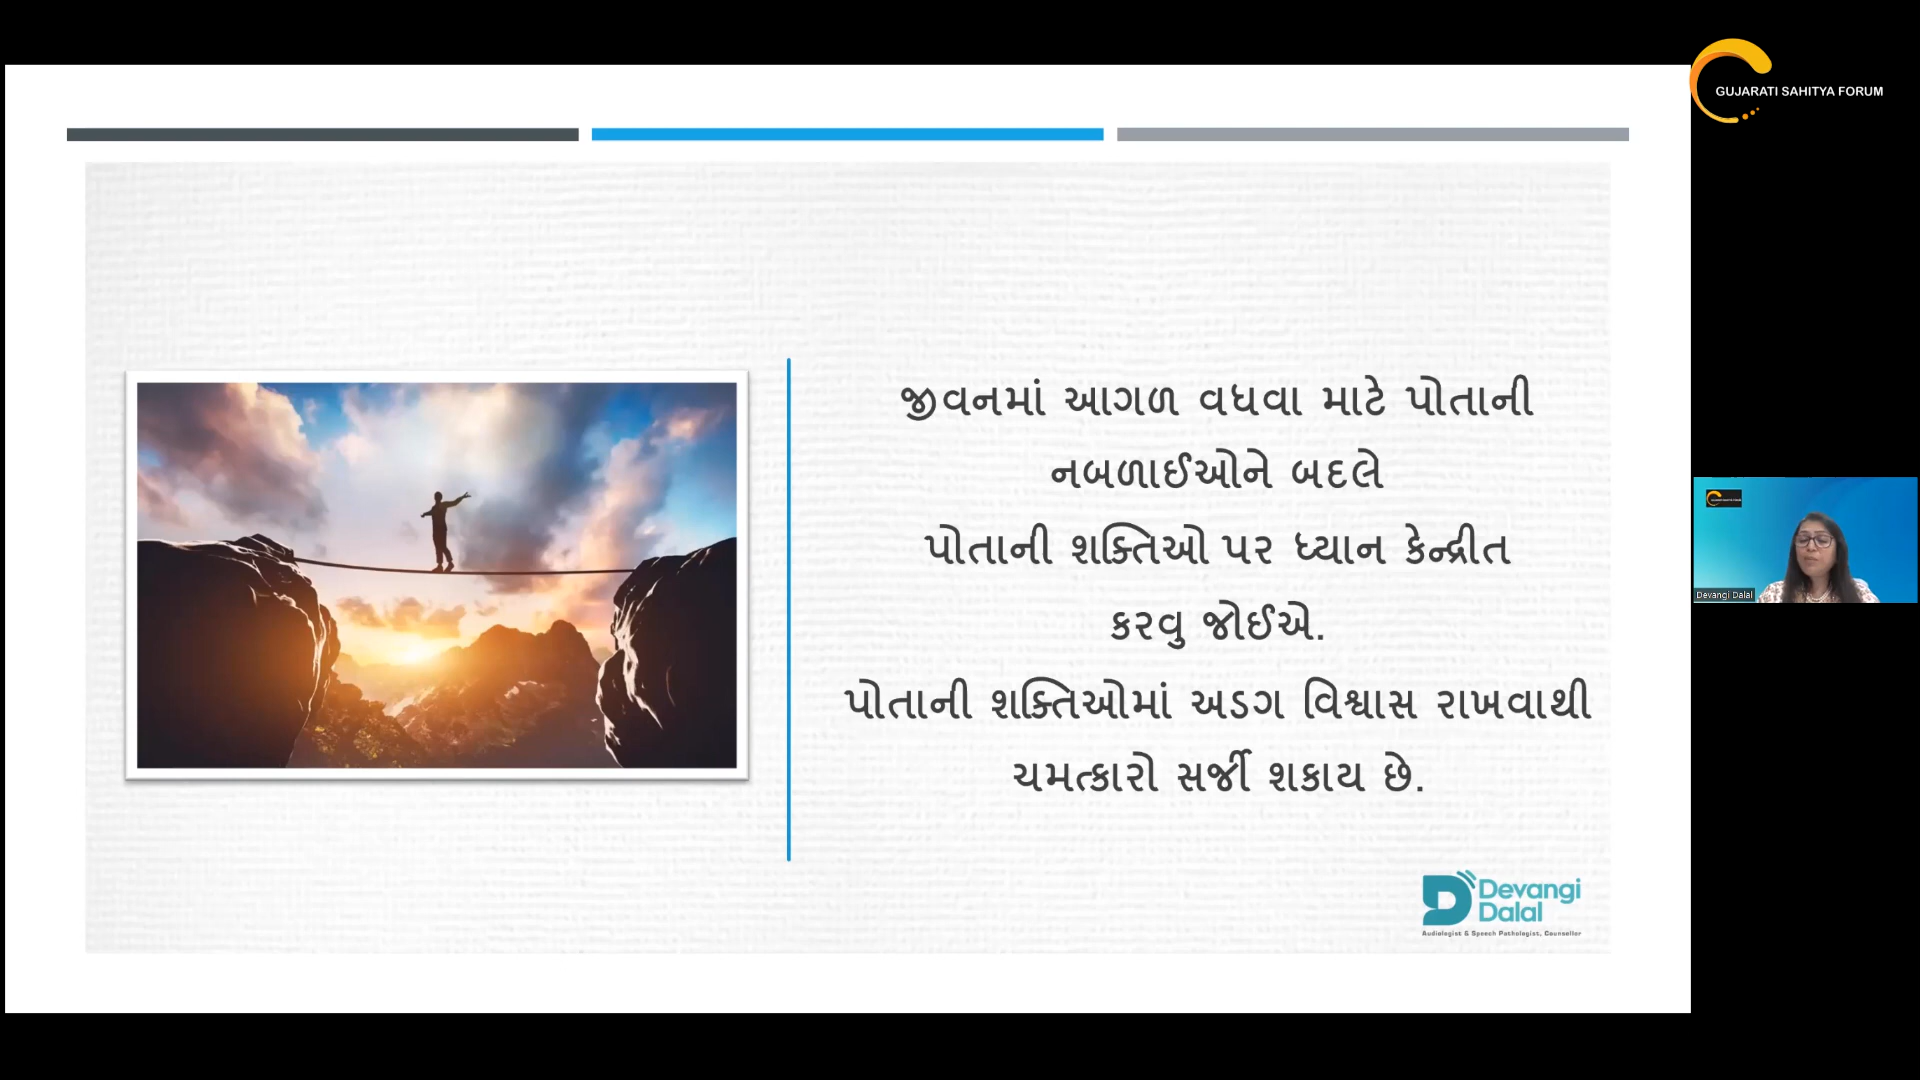 GUJARATI SAHITYA FORUM
જીવનમાં આગળ વધવા માટે પોતાની
નબળાઈઓને બદલે
પોતાની શક્તિઓ પર ધ્યાન કેન્દ્રીત
કરવુ જોઈએ.
પોતાની શક્તિઓમાં અડગ વિશ્વાસ રાખવાથી
ચમત્કારો સર્જી શકાય છે.
Devangi
Dalal
Audiologist & Speech Pathologist, Counsellor
Devangi Dalal